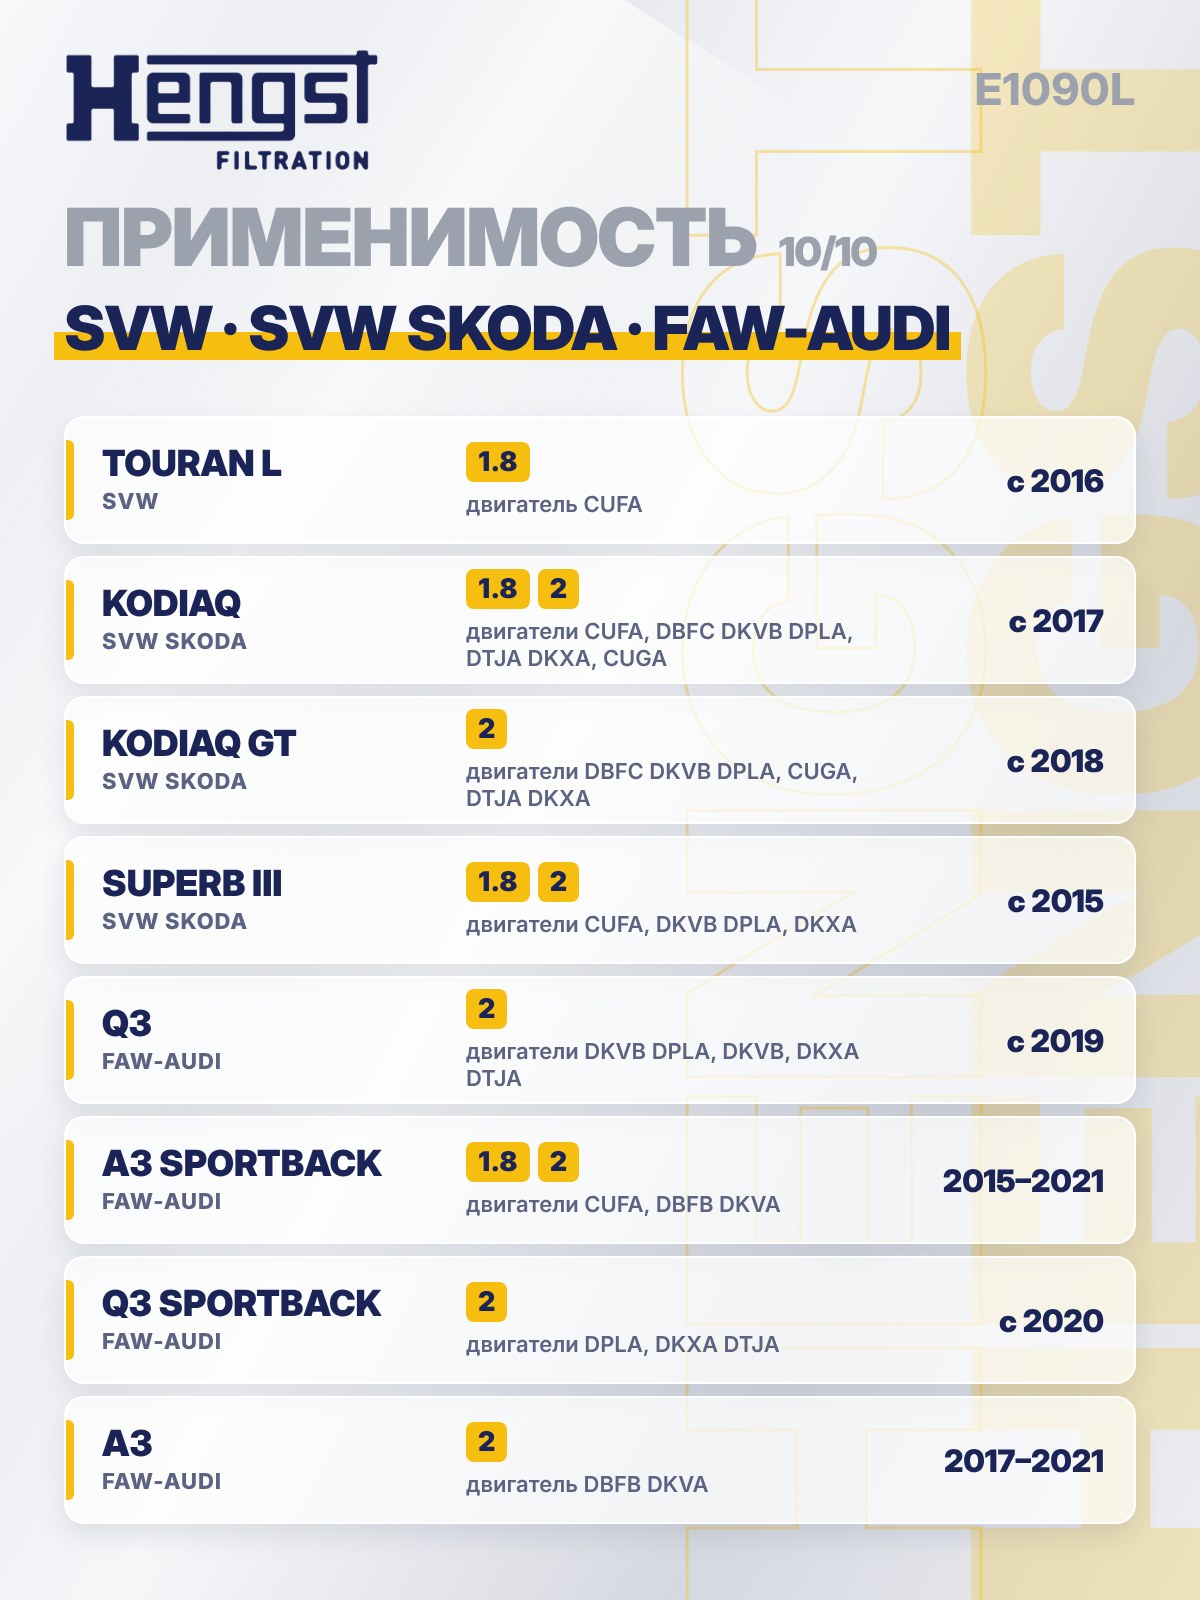 Hengst
FILTRATION
E1090L
ПРИМЕНИМОСТЬ 10/10
SVW · SVW SKODA · FAW-AUDI
TOURAN L
SVW
1.8
двигатель CUFA
с 2016
KODIAQ
SVW SKODA
1.8 2
двигатели CUFA, DBFC DKVB DPLA,
DTJA DKXA, CUGA
с 2017
KODIAQ GT
SVW SKODA
2
двигатели DBFC DKVB DPLA, CUGA,
DTJA DKXA
с 2018
SUPERB III
SVW SKODA
1.8 2
двигатели CUFA, DKVB DPLA, DKXA
с 2015
Q3
FAW-AUDI
2
двигатели DKVB DPLA, DKVB, DKXA
DTJA
с 2019
A3 SPORTBACK
FAW-AUDI
1.8 2
двигатели CUFA, DBFB DKVA
2015–2021
Q3 SPORTBACK
FAW-AUDI
2
двигатели DPLA, DKXA DTJA
с 2020
A3
FAW-AUDI
2
двигатель DBFB DKVA
2017–2021
HENGST
HENGST